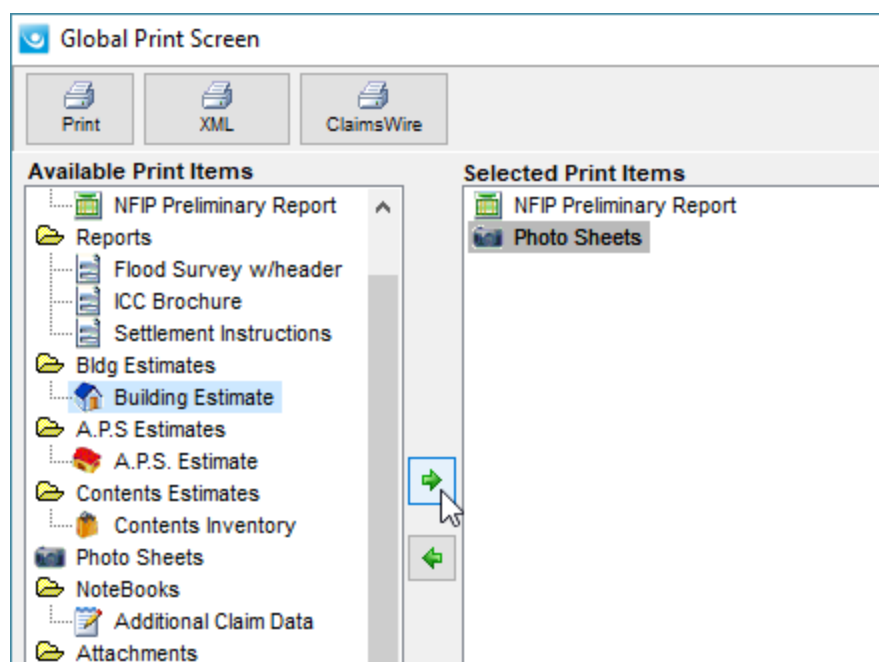 Global Print Screen
Print
XML
ClaimsWire
Available Print Items
NFIP Preliminary Report
Reports
Flood Survey w/header
ICC Brochure
Settlement Instructions
Bldg Estimates
Building Estimate
A.P.S Estimates
A.P.S. Estimate
Contents Estimates
Contents Inventory
Photo Sheets
NoteBooks
Additional Claim Data
Attachments
Selected Print Items
NFIP Preliminary Report
Photo Sheets